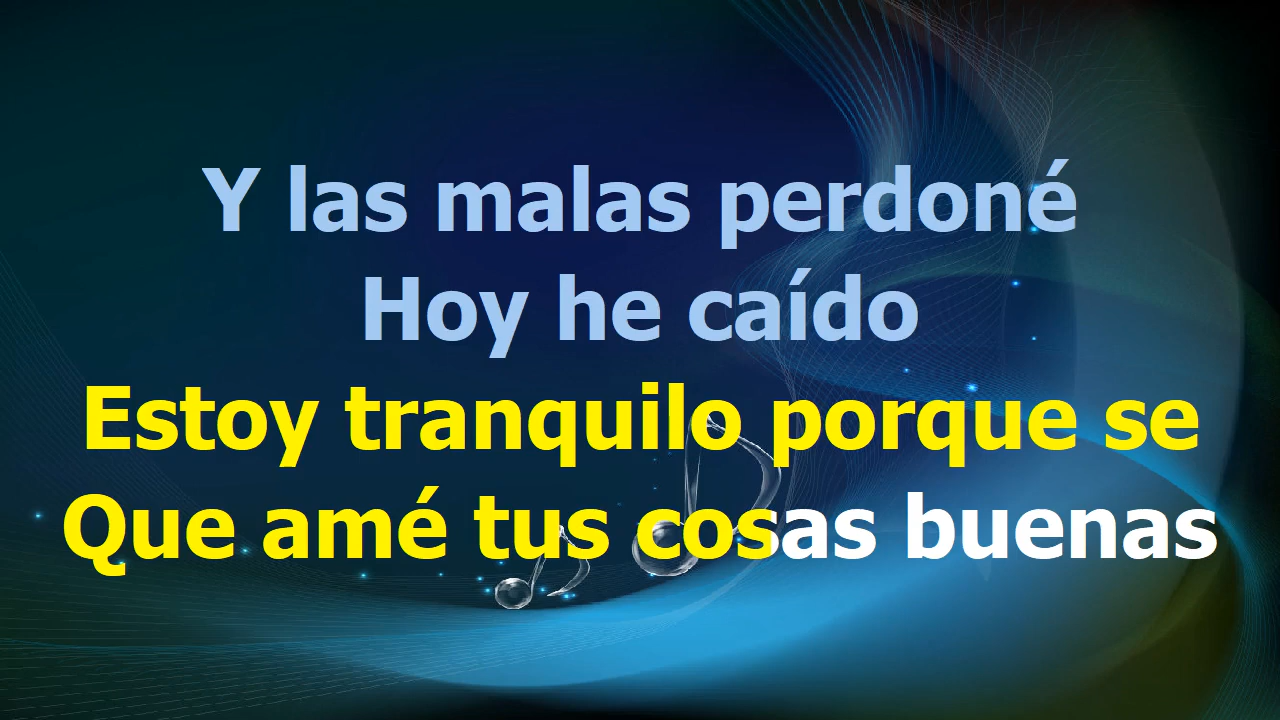 Y las malas perdoné
Hoy he caído
Estoy tranquilo porque se
Que amé tus cosas buenas